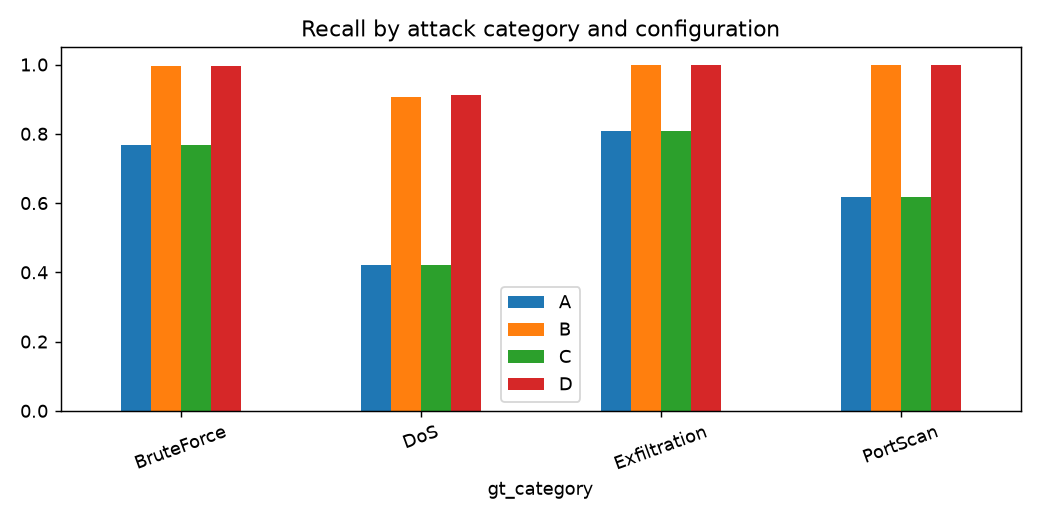 Recall by attack category and configuration
1.0
0.8
0.6
0.4
0.2
0.0
A
B
C
D
BruteForce
DoS
Exfiltration
PortScan
gt_category